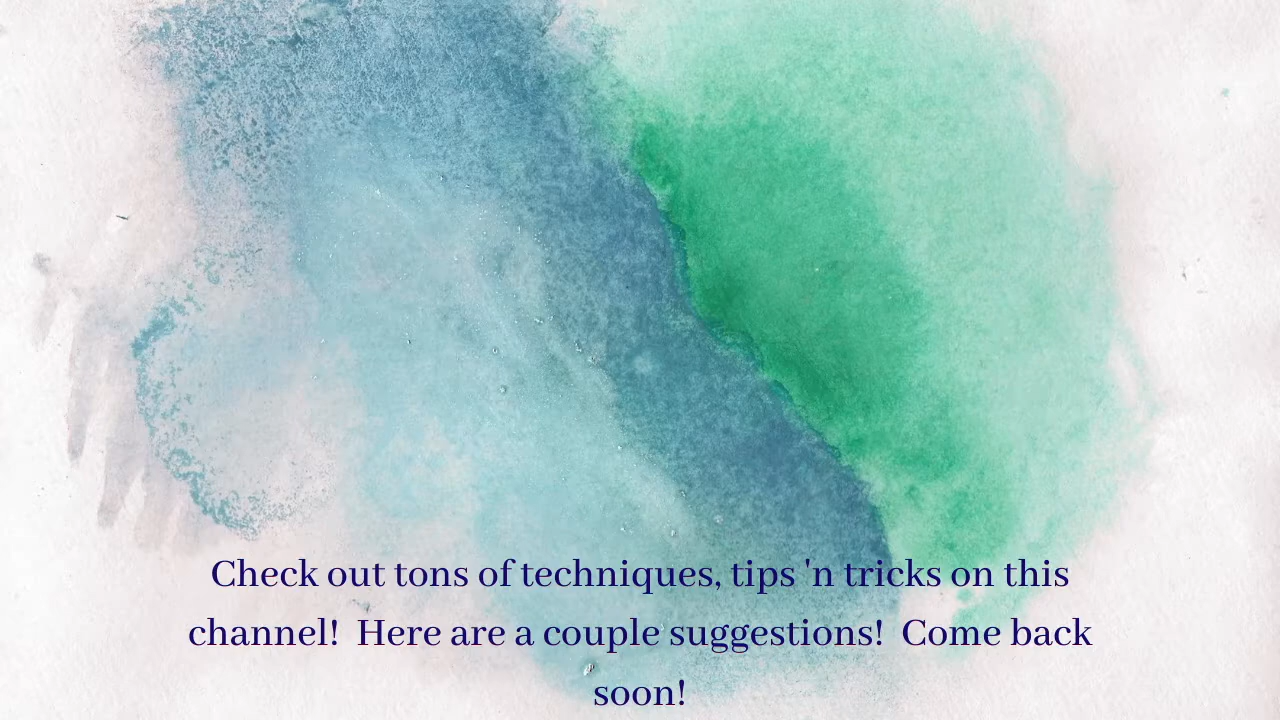 Check out tons of techniques, tips 'n tricks on this
channel!  Here are a couple suggestions!  Come back
soon!